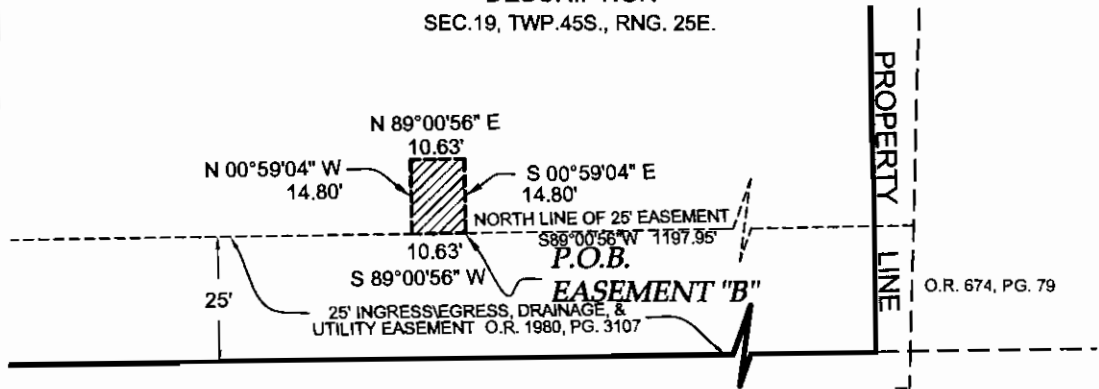 SEC.19, TWP.45S., RNG. 25E.
PROPERTY LINE
N 89°00'56" E
10.63'
N 00°59'04" W
14.80'
S 00°59'04" E
14.80'
NORTH LINE OF 25' EASEMENT
S89°00'56"W 1197.95'
10.63'
S 89°00'56" W
P.O.B.
EASEMENT "B"
25'
25' INGRESS\EGRESS, DRAINAGE, &
UTILITY EASEMENT O.R. 1980, PG. 3107
O.R. 674, PG. 79